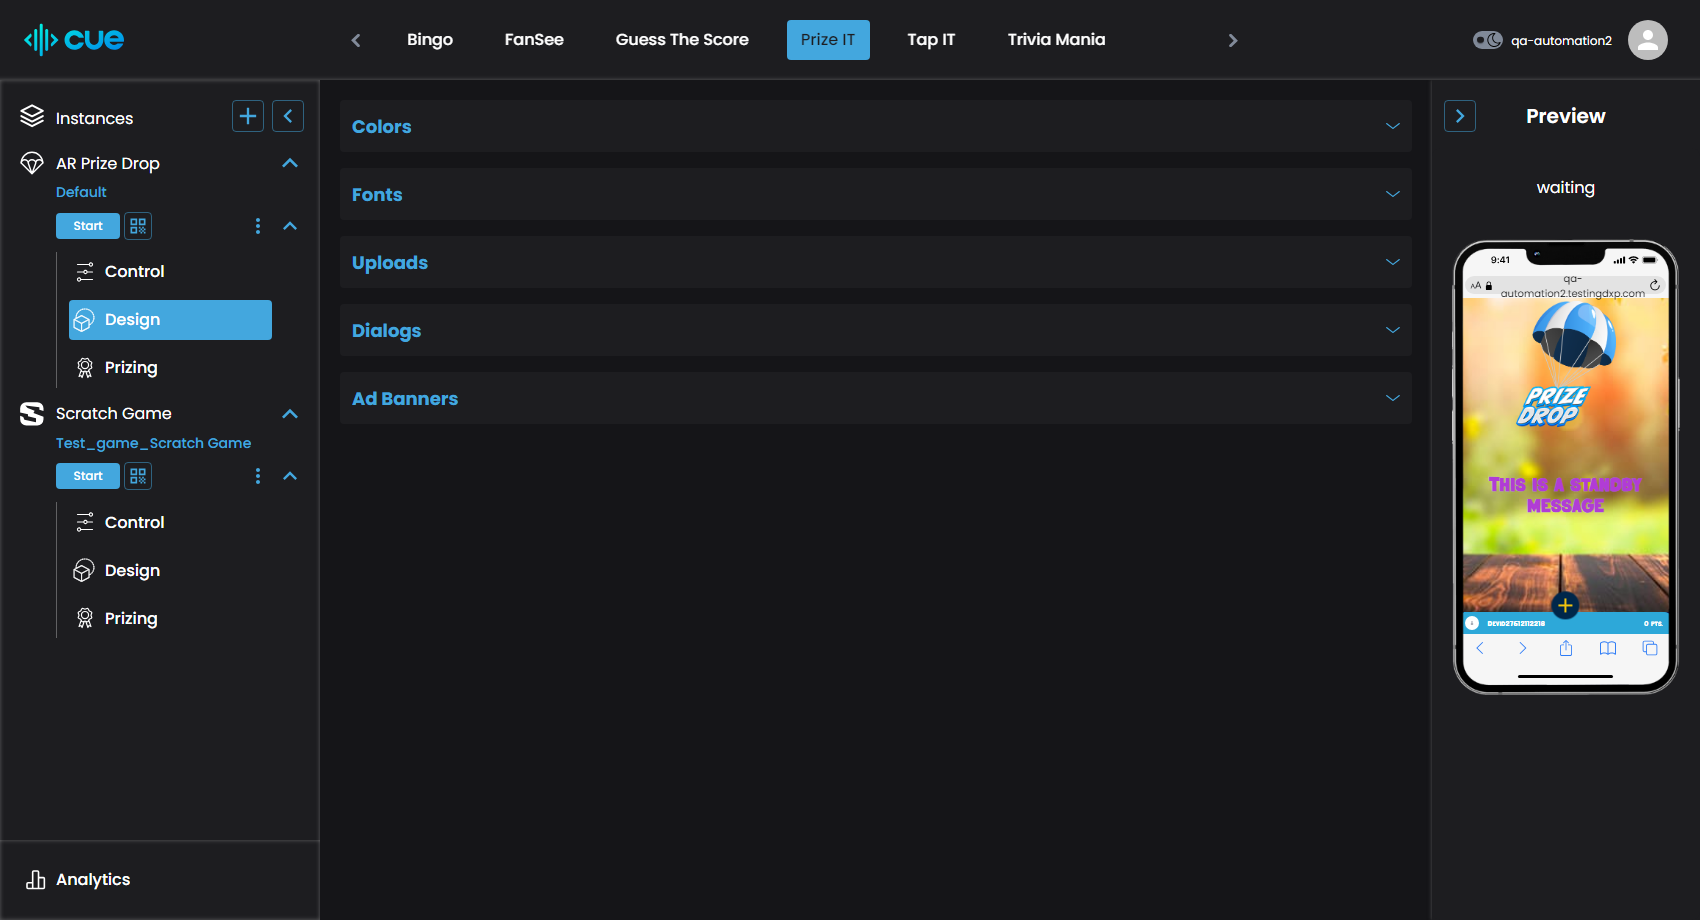 cue
Bingo
FanSee
Guess The Score
Prize IT
Tap IT
Trivia Mania
qa-automation2
Instances
AR Prize Drop
Default
Start
Control
Design
Prizing
Scratch Game
Test_game_Scratch Game
Start
Control
Design
Prizing
Analytics
Colors
Fonts
Uploads
Dialogs
Ad Banners
Preview
waiting
9:41
AA
qa-
automation2.testingdxp.com
PRIZE
DROP
THIS IS A STANDBY
MESSAGE
0 PTS.